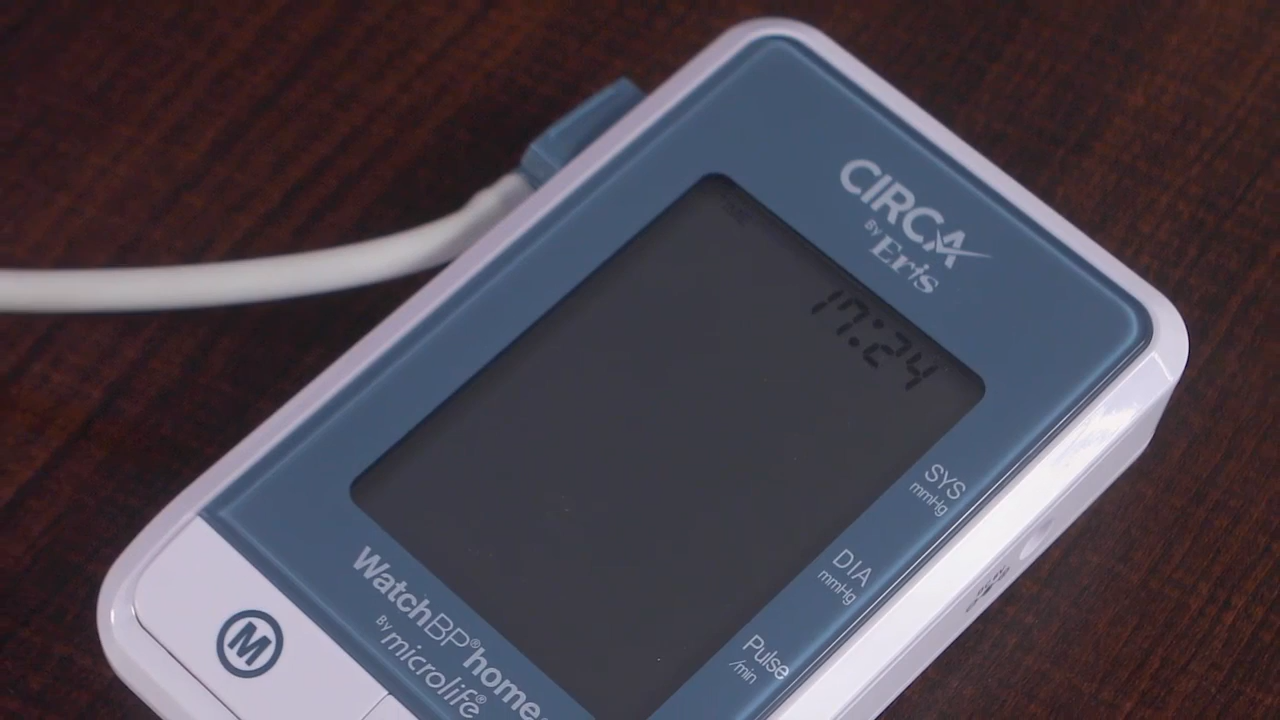 CIRCA
By
Eris
17:24
SYS
mmHg
DIA
mmHg
Pulse
/min
WatchBP® home
By
microlife®
M